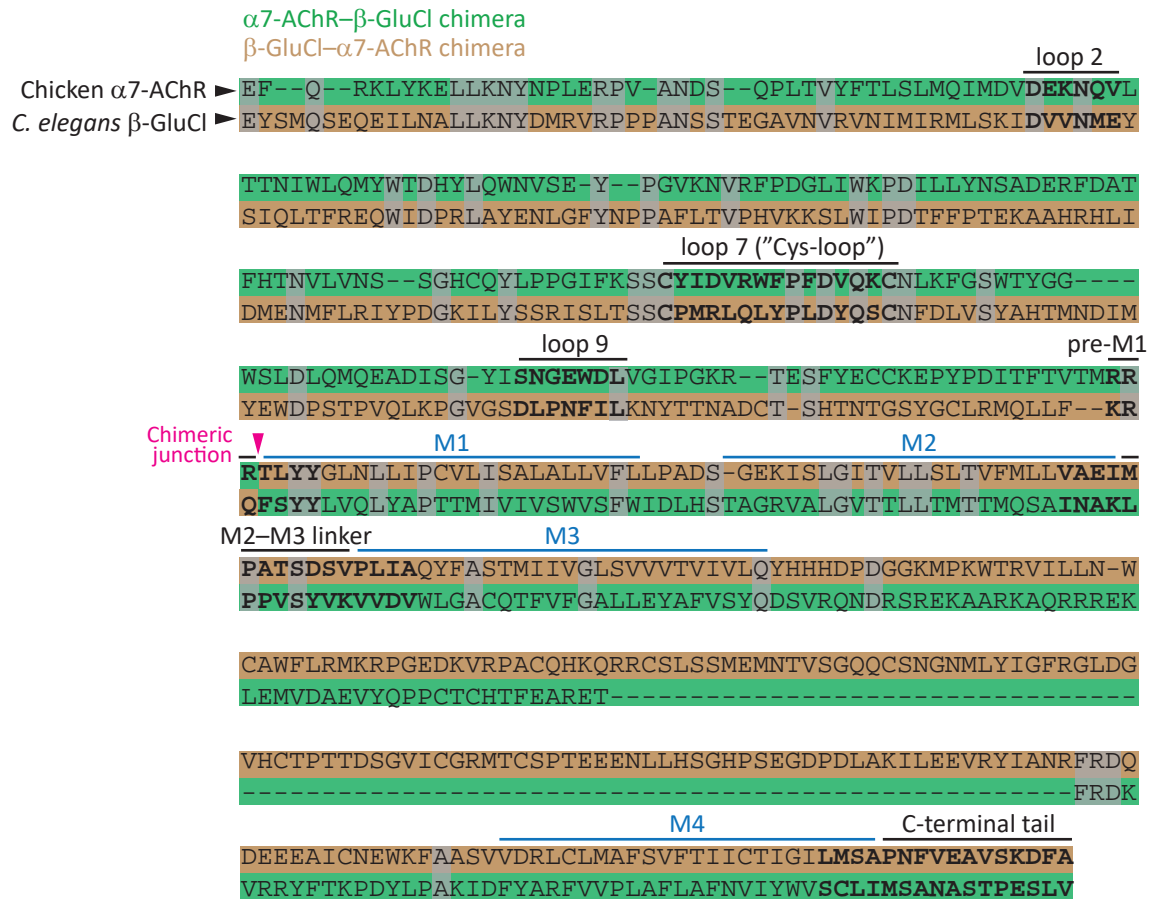 α7-AChR–β-GluCl chimera
β-GluCl–α7-AChR chimera
loop 2
Chicken α7-AChR EF--Q--RKLYKELLKNYNPLERPV-ANDS--QPLTVYFTLSLMQIMDVDEKNQVL
C. elegans β-GluCl EYSMQSEQEILNALLKNYDMRVRPPPANSSTEGAVNVRVNIMIRMLSKIDVVNMEY
TTNIWLQMYWTDHYLQWNVSE-Y--PGVKNVRFPDGLIWKPDILLYNSADERFDAT
SIQLTFREQWIDPRLAYENLGFYNPPAFLTVPHVKKSLWIPDTFFPTEKAAHRHLI
loop 7 (”Cys-loop”)
FHTNVLVNS--SGHCQYLPPGIFKSSCYIDVRWFPFDVQKCNLKFGSWTYGG----
DMENMFLRIYPDGKILYSSRISLTSSCPMRLQLYPLDYQSCNFDLVSYAHTMNDIM
loop 9 pre-M1
WSLDLQMQEADISG-YISNGEWDLVGIPGKR--TESFYECCKEPYPDITFTVTMRR
YEWDPSTPVQLKPGVGSDLPNFILKNYTTNADCT-SHTNTGSYGCLRMQLLF--KR
Chimeric junction M1 M2
RTLYYGLNLLIPCVLISALALLVFLLPADS-GEKISLGITVLLSLTVFMLLVAEIM
QFSYYLVQLYAPTTMIVIVSWVSFWIDLHSTAGRVALGVTTLLTMTTMQSAINAKL
M2–M3 linker M3
PATSDSVPLIAQYFASTMIIVGLSVVVTVIVLQYHHHDPDGGKMPKWTRVILLN-W
PPVSYVKVVDVWLGACQTFVFGALLEYAFVSYQDSVRQNDRSREKAARKAQRRREK
CAWFLRMKRPGEDKVRPACQHKQRRCSLSSMEMNTVSGQQCSNGNMLYIGFRGLDG
LEMVDAEVYQPPCTCHTFEARET--------------------------------
VHCTPTTDSGVICGRMTCSPTEEENLLHSGHPSEGDPDLAKILEEVRYIANRFRDQ
----------------------------------------------------FRDK
M4 C-terminal tail
DEEEAICNEWKFAASVVDRLCLMAFSVFTIICTIGILMSAPNFVEAVSKDFA
VRRYFTKPDYLPAKIDFYARFVVPLAFLAFNVIYWVSCLIMSANASTPESLV